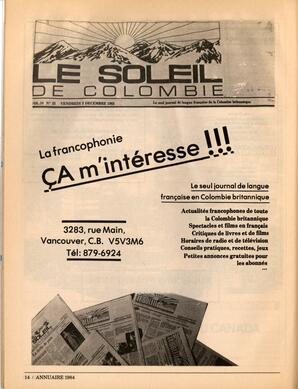 LE SOLEIL
DE COLOMBIE
VENDREDI 2 DÉCEMBRE 1983
Le seul journal de langue française de la Colombie britannique
La francophonie
ÇA m'intéresse !!!
Le seul journal de langue
française en Colombie britannique
Actualités francophones de toute
la Colombie britannique
Spectacles et films en français
Critiques de livres et de films
Horaires de radio et de télévision
Conseils pratiques, recettes, jeux
Petites annonces gratuites pour
les abonnés
...
3283, rue Main,
Vancouver, C.B. V5V3M6
Tél: 879-6924
14 / ANNUAIRE 1984